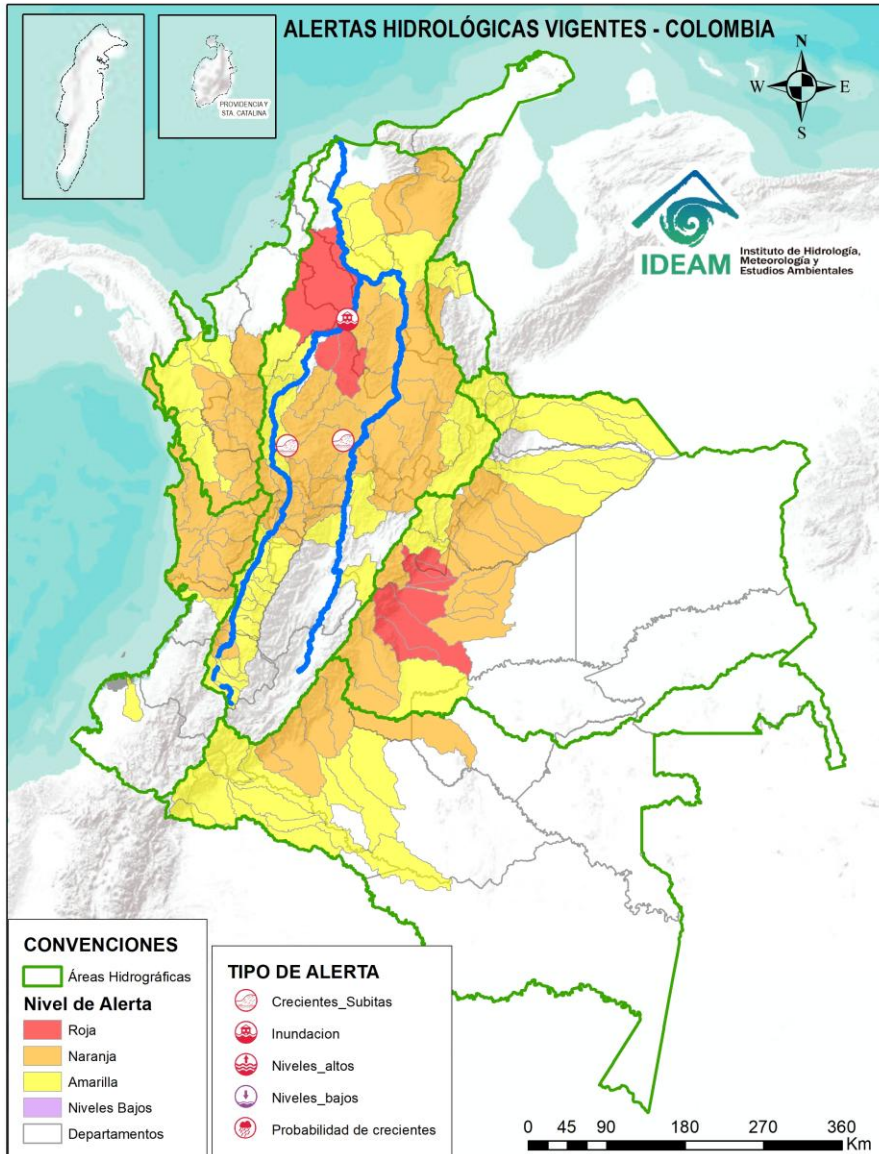 ALERTAS HIDROLÓGICAS VIGENTES - COLOMBIA
PROVIDENCIA Y
STA. CATALINA
N
W
E
S
IDEAM
Instituto de Hidrología,
Meteorología y
Estudios Ambientales
CONVENCIONES
Áreas Hidrográficas
Nivel de Alerta
Roja
Naranja
Amarilla
Niveles Bajos
Departamentos
TIPO DE ALERTA
Crecientes_Subitas
Inundacion
Niveles_altos
Niveles_bajos
Probabilidad de crecientes
0 45 90 180 270 360
Km